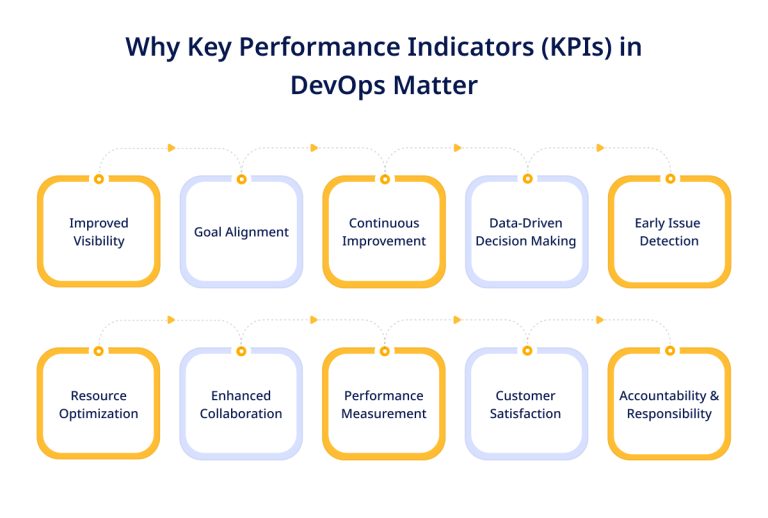 Why Key Performance Indicators (KPIs) in
DevOps Matter
Improved
Visibility
Goal Alignment
Continuous
Improvement
Data-Driven
Decision Making
Early Issue
Detection
Resource
Optimization
Enhanced
Collaboration
Performance
Measurement
Customer
Satisfaction
Accountability &
Responsibility